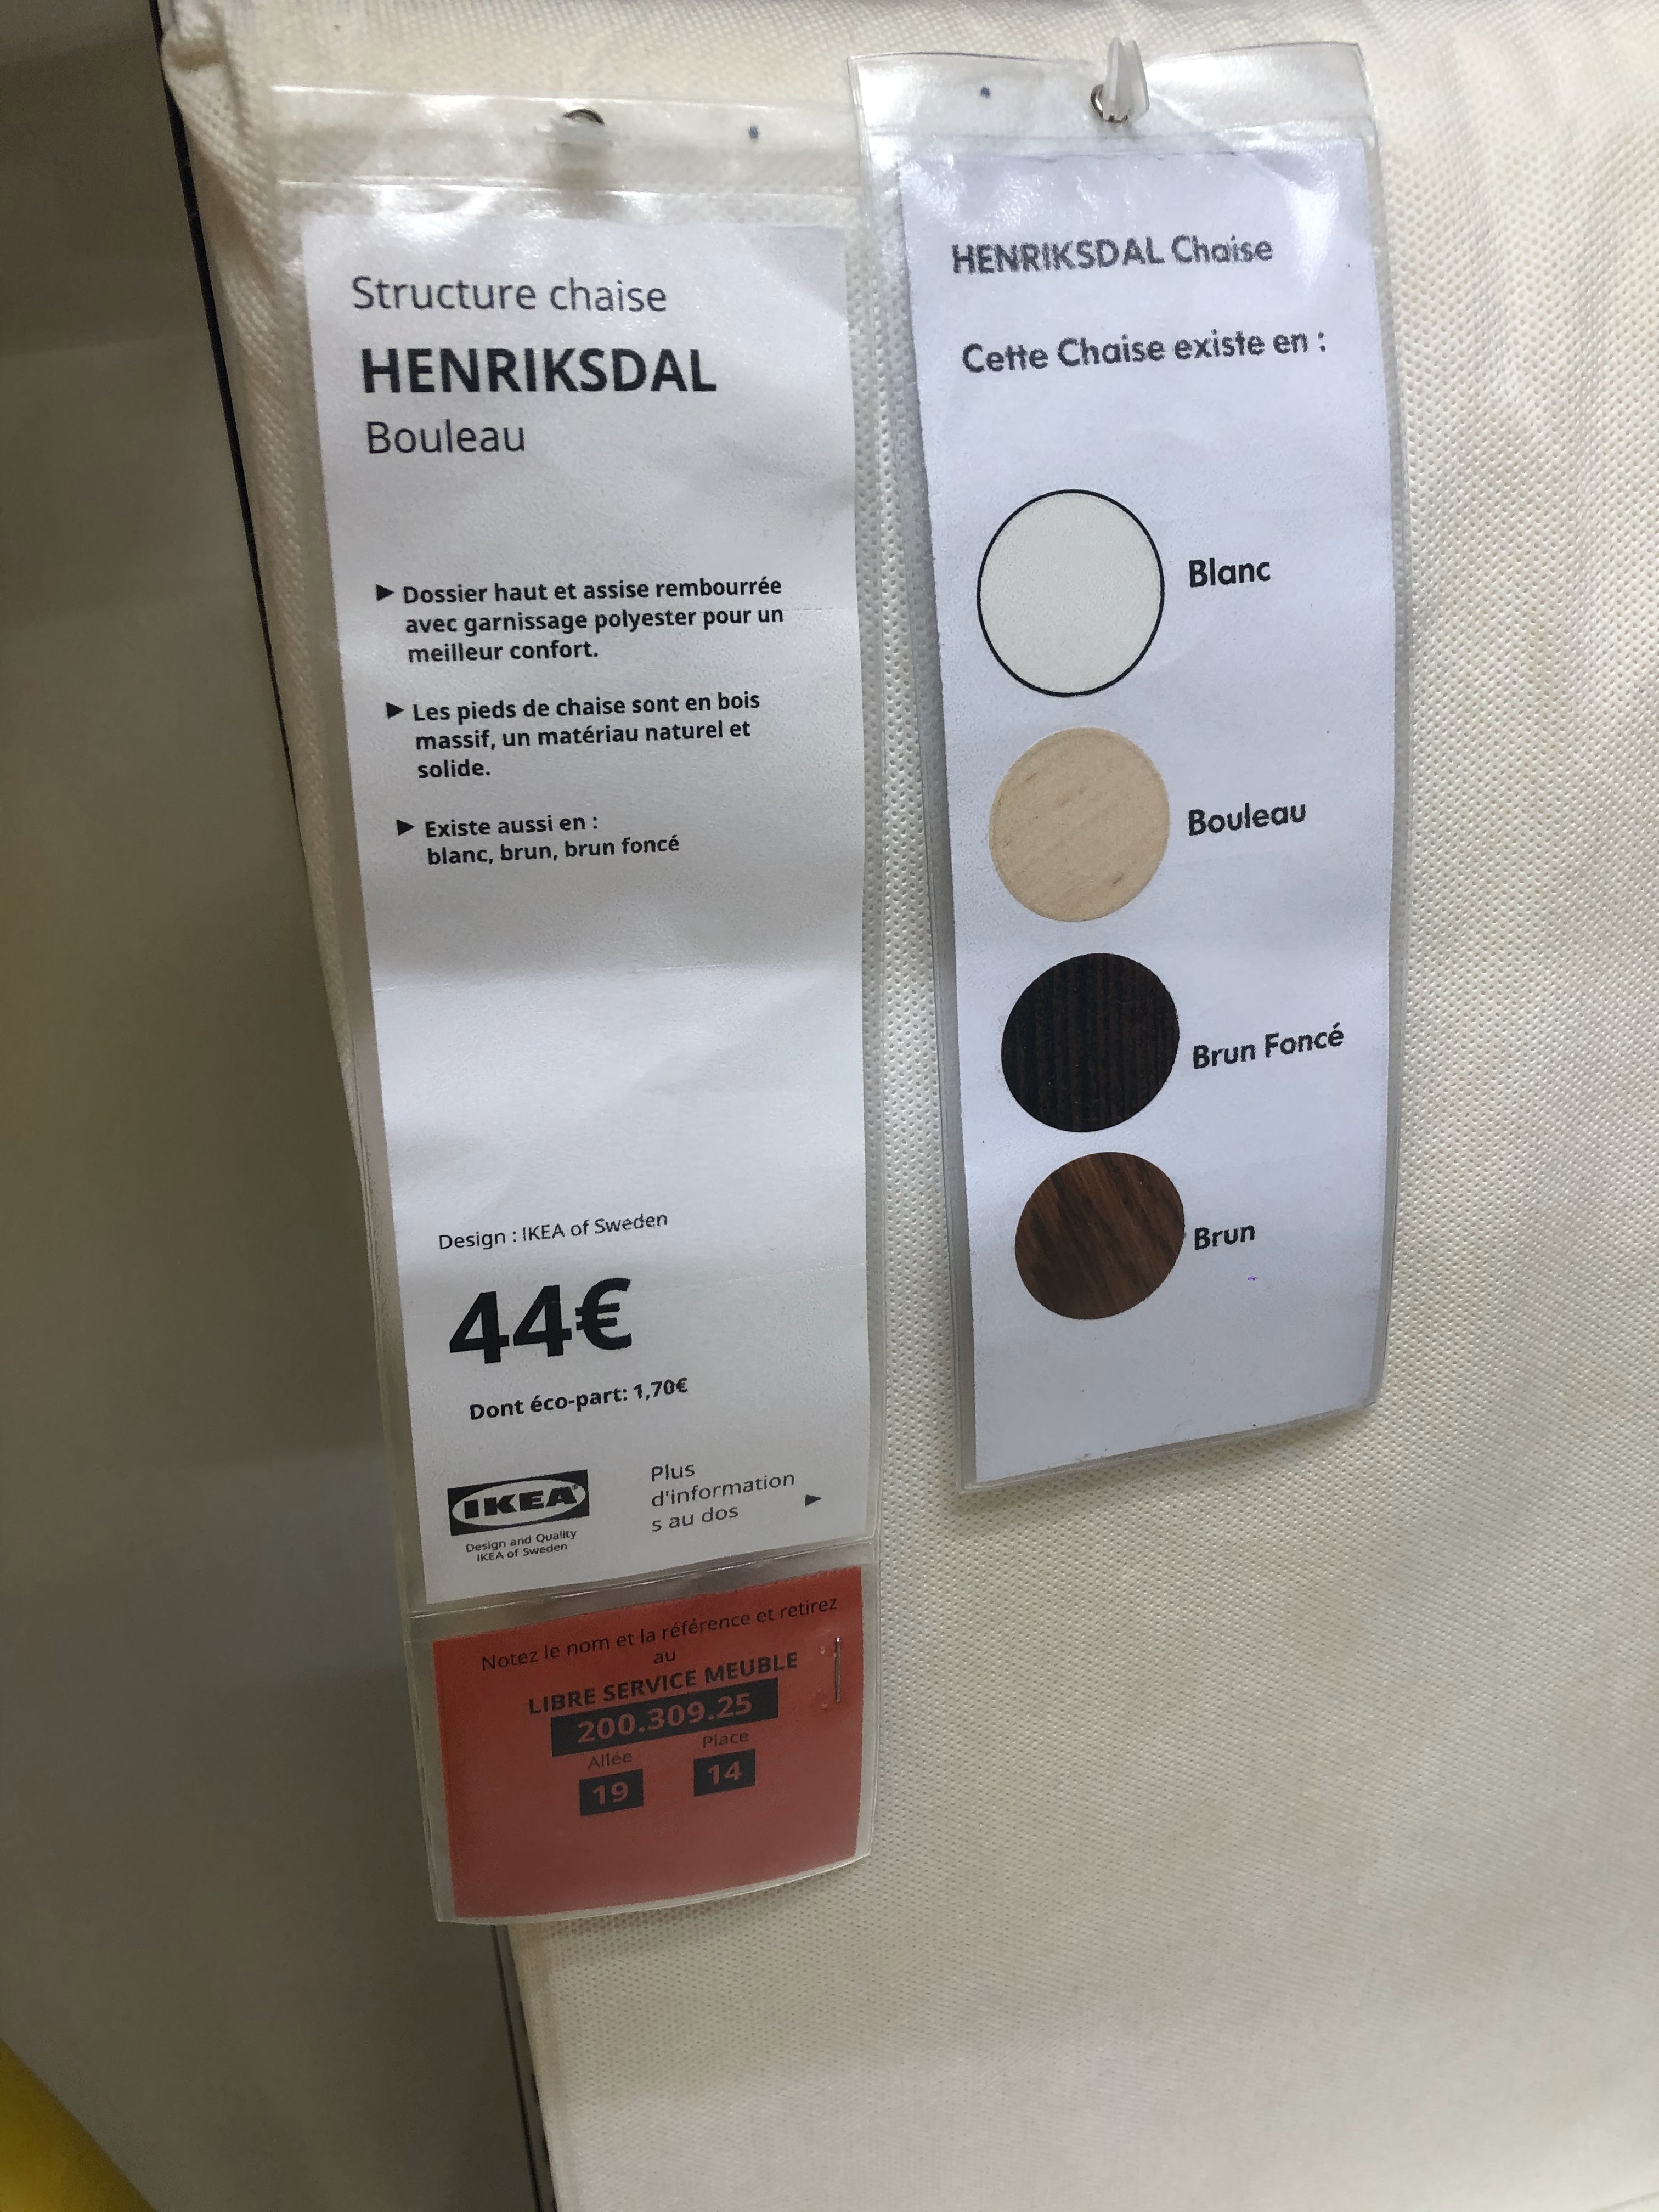 Structure chaise
HENRIKSDAL
Bouleau
► Dossier haut et assise rembourrée
avec garnissage polyester pour un
meilleur confort.
► Les pieds de chaise sont en bois
massif, un matériau naturel et
solide.
► Existe aussi en :
blanc, brun, brun foncé
Design : IKEA of Sweden
44€
Dont éco-part: 1,70€
IKEA®
Design and Quality
IKEA of Sweden
Plus
d'information
s au dos ►
Notez le nom et la référence et retirez
au
LIBRE SERVICE MEUBLE
200.309.25
Allée Place
19 14
HENRIKSDAL Chaise
Cette Chaise existe en :
Blanc
Bouleau
Brun Foncé
Brun